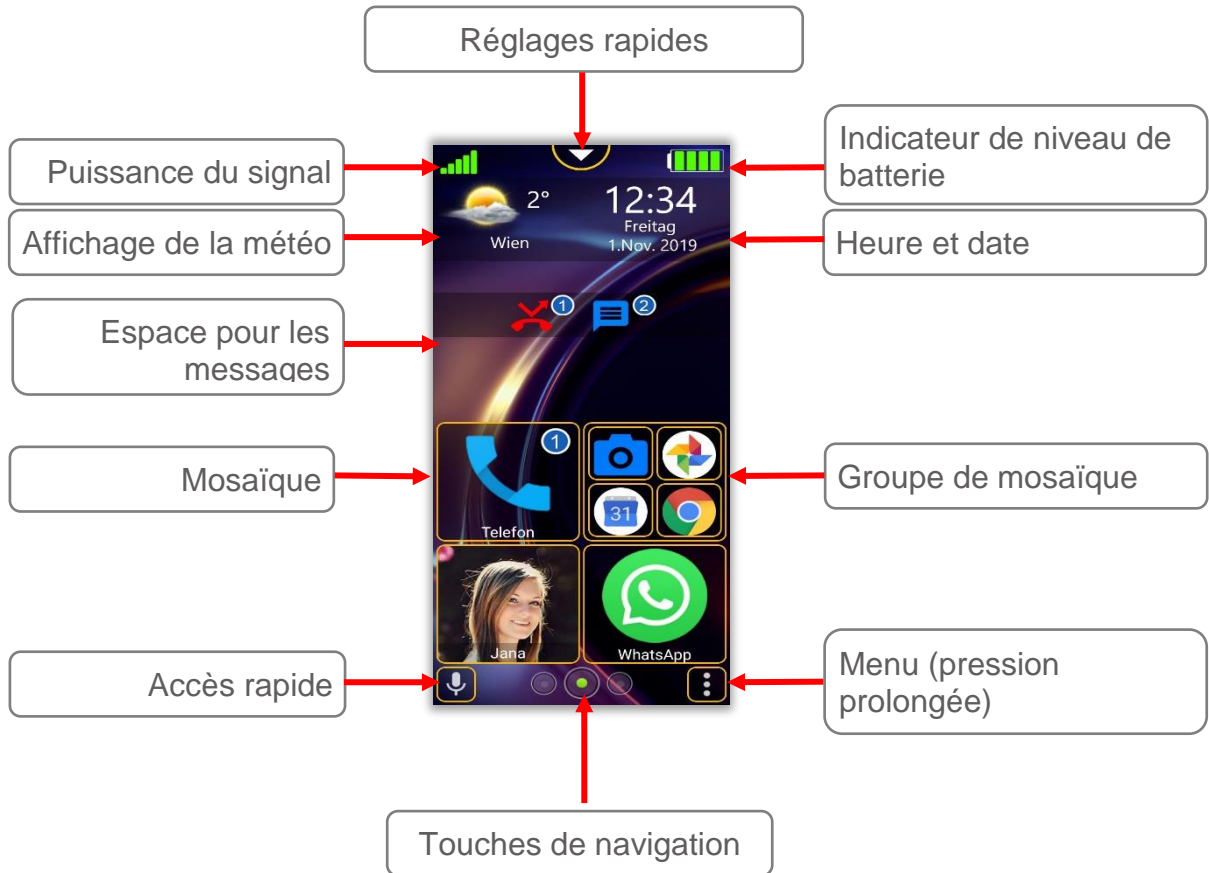 Réglages rapides
Puissance du signal
Indicateur de niveau de
batterie
Affichage de la météo
Heure et date
2°
12:34
Freitag
Wien
1.Nov. 2019
Espace pour les
messages
1
2
Mosaïque
Groupe de mosaïque
1
31
Telefon
Jana
WhatsApp
Accès rapide
Menu (pression
prolongée)
Touches de navigation